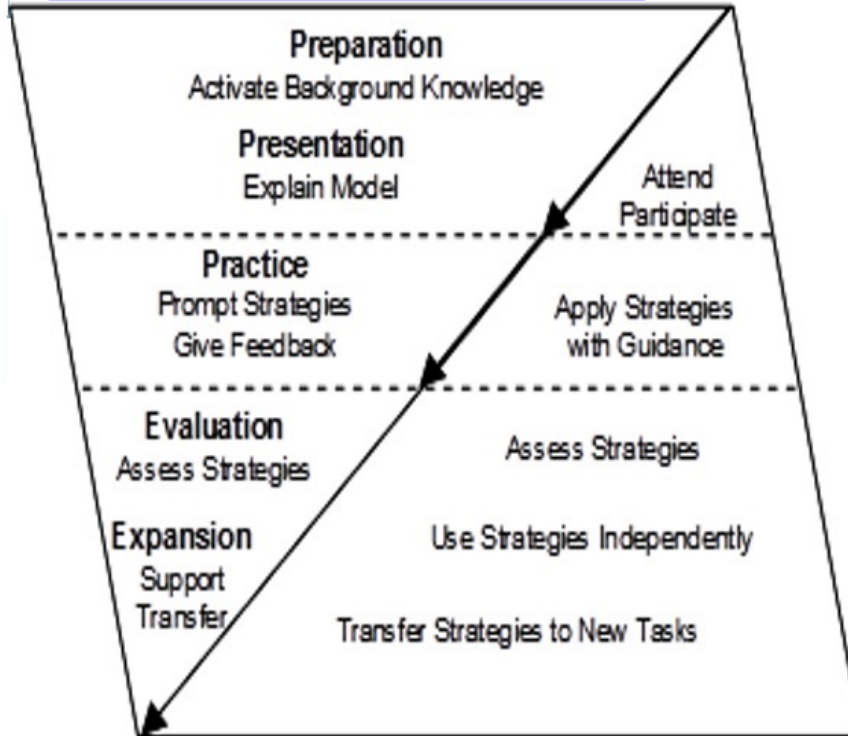 Preparation
Activate Background Knowledge
Presentation
Explain Model
Attend
Participate
Practice
Prompt Strategies
Give Feedback
Apply Strategies
with Guidance
Evaluation
Assess Strategies
Expansion
Support
Transfer
Assess Strategies
Use Strategies Independently
Transfer Strategies to New Tasks